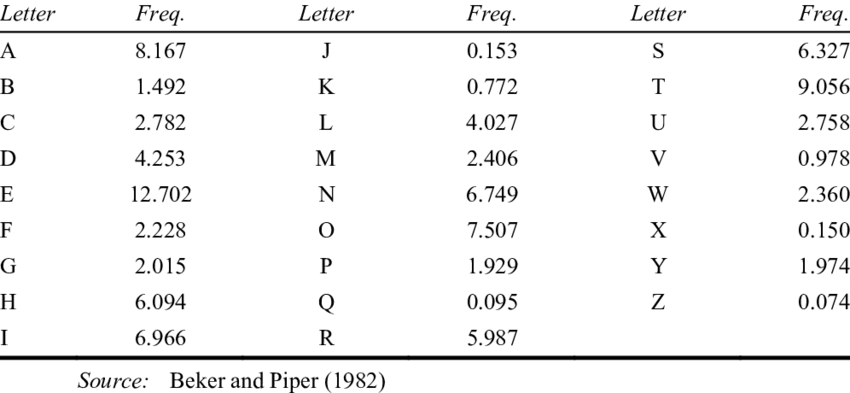 Letter Freq. Letter Freq. Letter Freq.
A 8.167 J 0.153 S 6.327
B 1.492 K 0.772 T 9.056
C 2.782 L 4.027 U 2.758
D 4.253 M 2.406 V 0.978
E 12.702 N 6.749 W 2.360
F 2.228 O 7.507 X 0.150
G 2.015 P 1.929 Y 1.974
H 6.094 Q 0.095 Z 0.074
I 6.966 R 5.987
Source: Beker and Piper (1982)